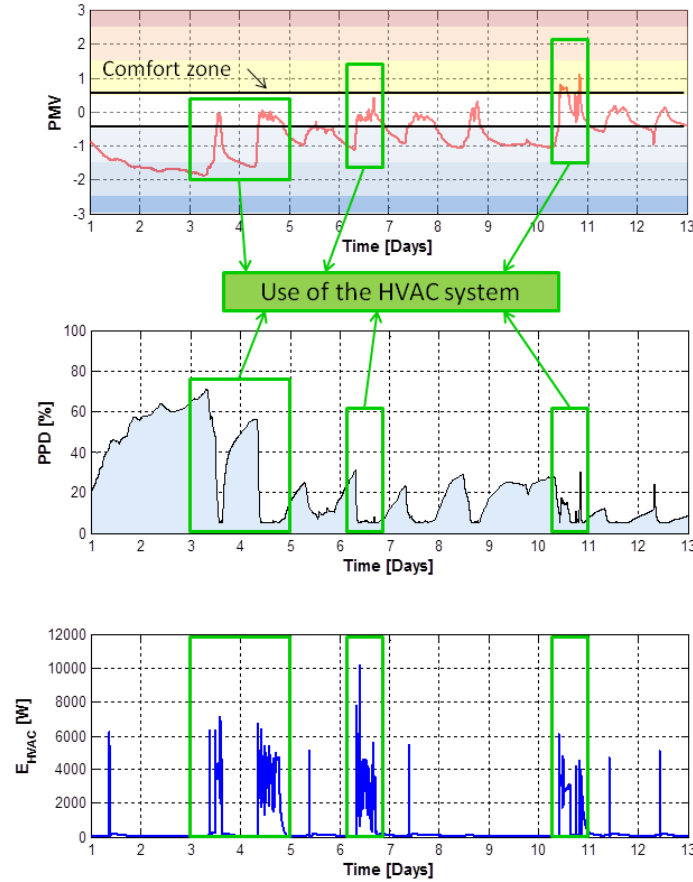 3
2
1
0
-1
-2
-3
PMV
Comfort zone
1 2 3 4 5 6 7 8 9 10 11 12 13
Time [Days]
Use of the HVAC system
100
80
60
40
20
0
PPD [%]
1 2 3 4 5 6 7 8 9 10 11 12 13
Time [Days]
12000
10000
8000
6000
4000
2000
0
E_HVAC [W]
1 2 3 4 5 6 7 8 9 10 11 12 13
Time [Days]